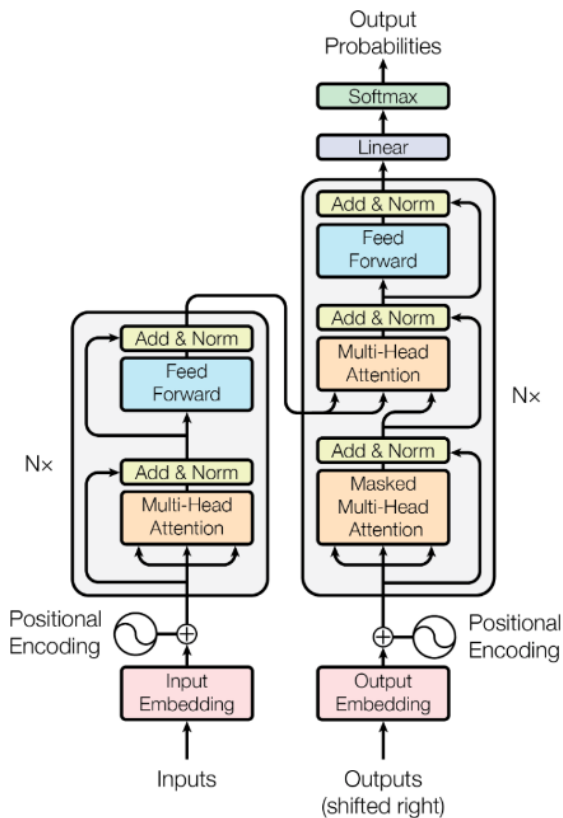 Output
Probabilities
Softmax
Linear
Add & Norm
Feed
Forward
Add & Norm
Multi-Head
Attention
Add & Norm
Masked
Multi-Head
Attention
N×
Add & Norm
Feed
Forward
Add & Norm
Multi-Head
Attention
N×
Positional
Encoding
Positional
Encoding
Input
Embedding
Output
Embedding
Inputs
Outputs
(shifted right)